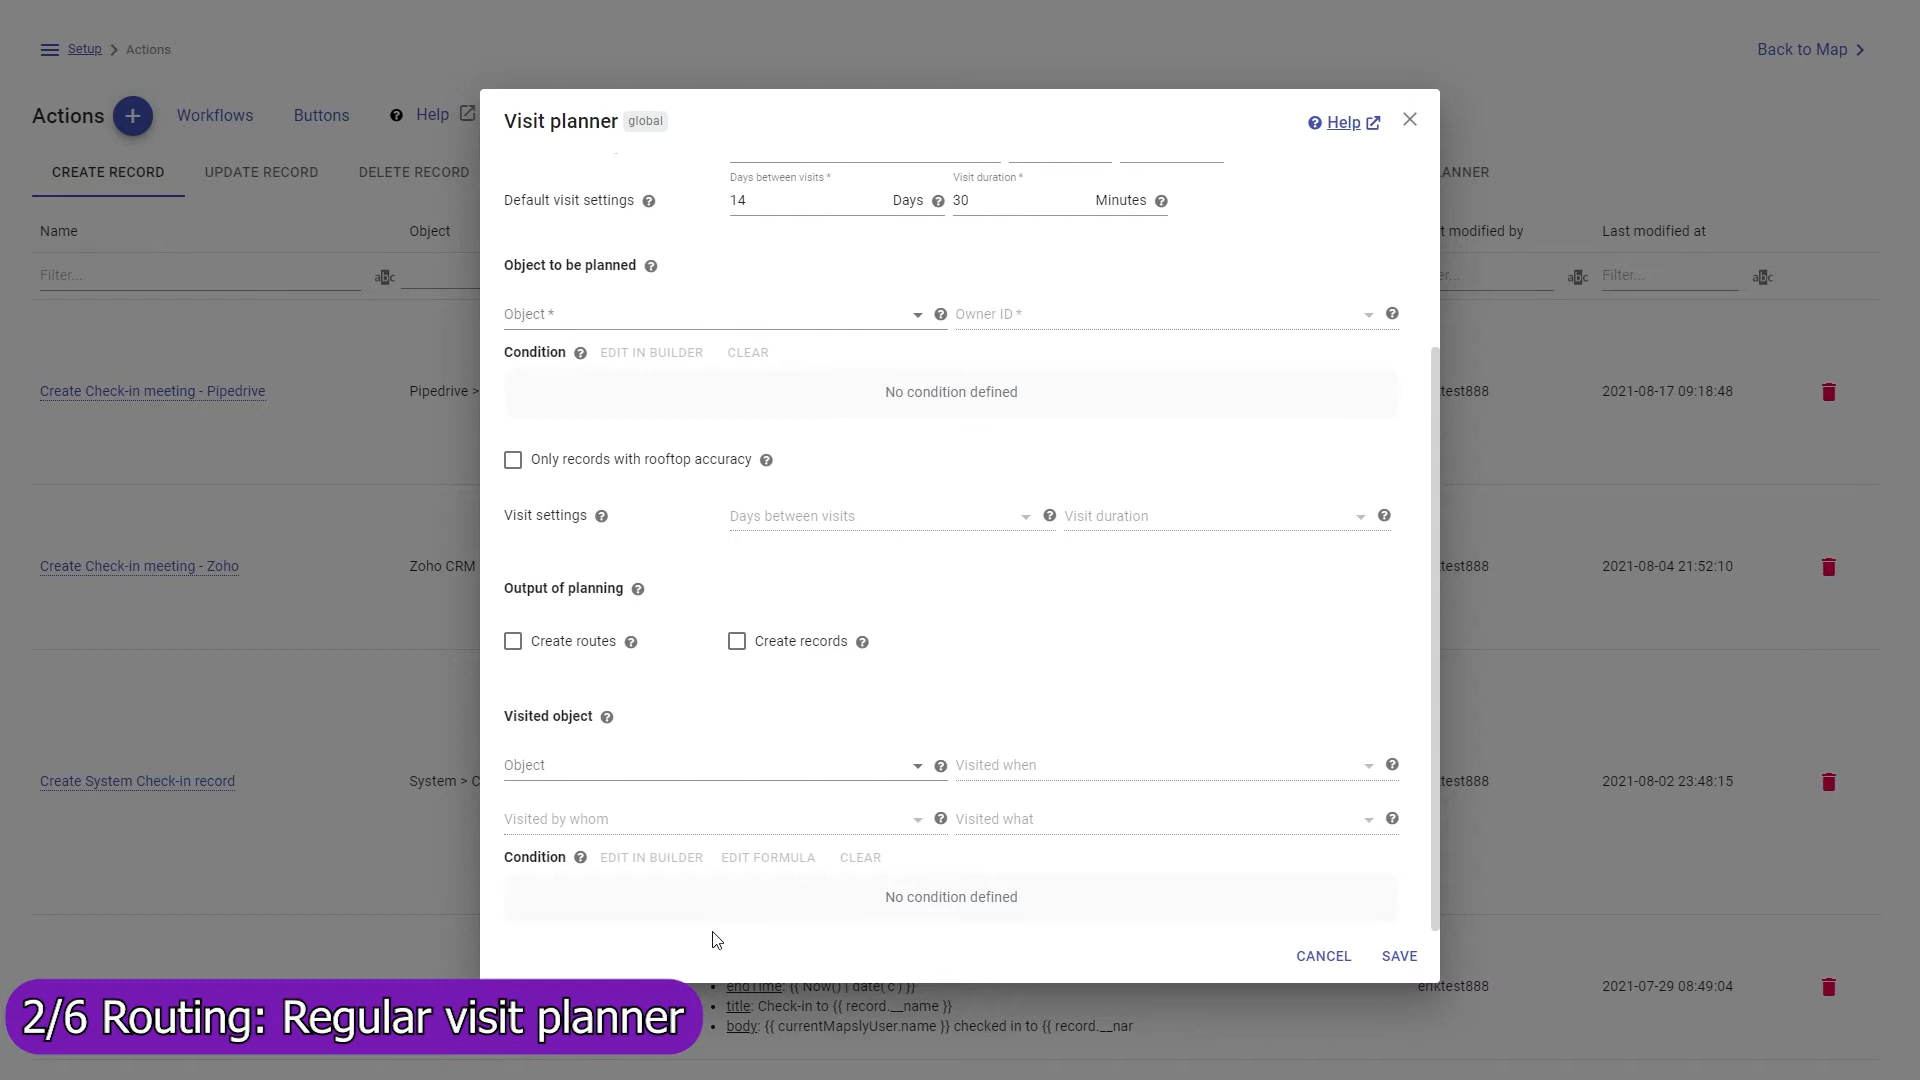 Setup > Actions
Back to Map >
Actions + Workflows Buttons Help
CREATE RECORD UPDATE RECORD DELETE RECORD
ANNER
Name Object
t modified by Last modified at
Filter... abc
er... abc Filter... abc
Create Check-in meeting - Pipedrive Pipedrive >
test888 2021-08-17 09:18:48
Create Check-in meeting - Zoho Zoho CRM
test888 2021-08-04 21:52:10
Create System Check-in record System > C
test888 2021-08-02 23:48:15
Visit planner global
Help
Days between visits * Visit duration *
Default visit settings 14 Days 30 Minutes
Object to be planned
Object * Owner ID *
Condition EDIT IN BUILDER CLEAR
No condition defined
Only records with rooftop accuracy
Visit settings Days between visits Visit duration
Output of planning
Create routes Create records
Visited object
Object Visited when
Visited by whom Visited what
Condition EDIT IN BUILDER EDIT FORMULA CLEAR
No condition defined
CANCEL SAVE
endTime: {{ Now() | date('c') }}
title: Check-in to {{ record.__name }}
body: {{ currentMapslyUser.name }} checked in to {{ record.__nar
eriktest888 2021-07-29 08:49:04
2/6 Routing: Regular visit planner